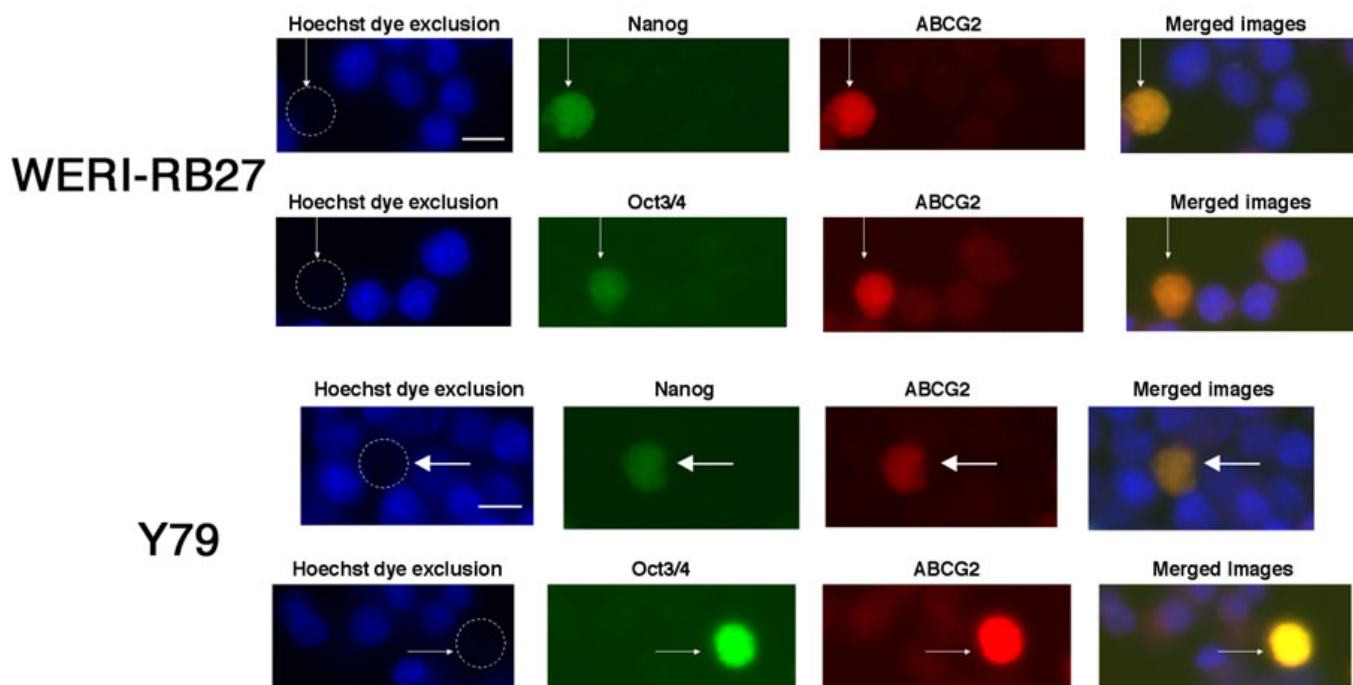 Hoechst dye exclusion Nanog ABCG2 Merged images
WERI-RB27
Hoechst dye exclusion Oct3/4 ABCG2 Merged images
Hoechst dye exclusion Nanog ABCG2 Merged images
Y79
Hoechst dye exclusion Oct3/4 ABCG2 Merged Images